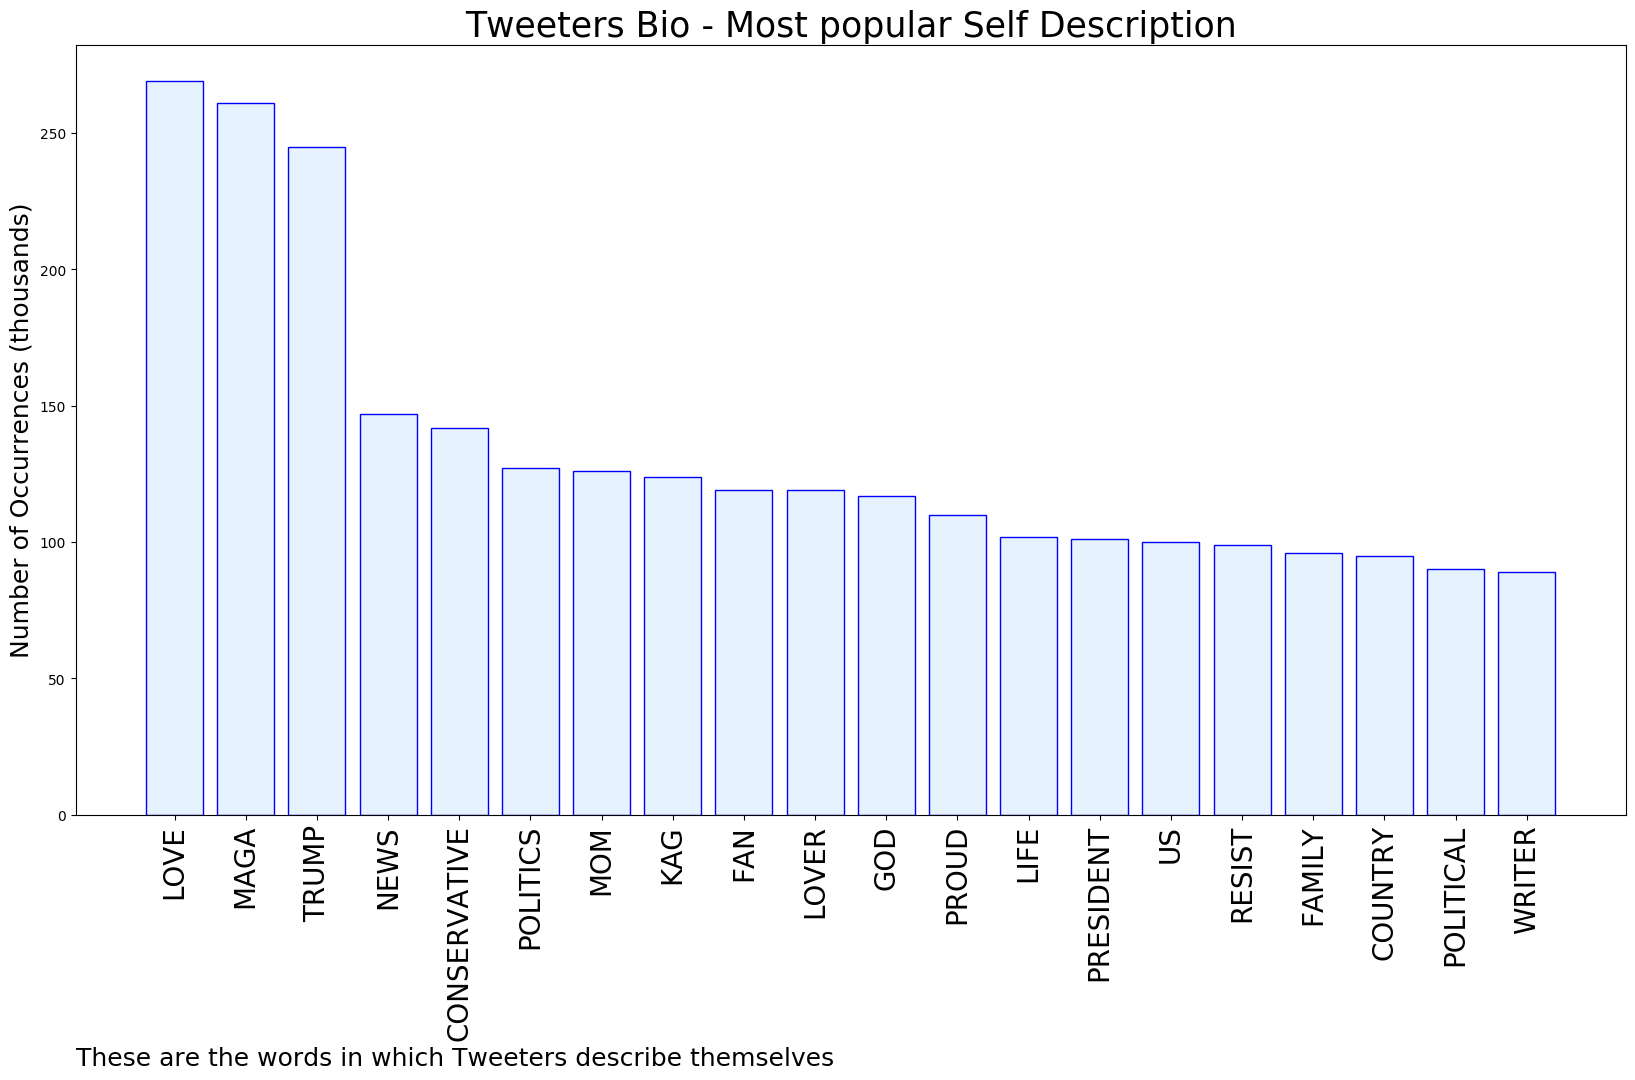 Tweeters Bio - Most popular Self Description
Number of Occurrences (thousands)
250
200
150
100
50
0
LOVE
MAGA
TRUMP
NEWS
CONSERVATIVE
POLITICS
MOM
KAG
FAN
LOVER
GOD
PROUD
LIFE
PRESIDENT
US
RESIST
FAMILY
COUNTRY
POLITICAL
WRITER
These are the words in which Tweeters describe themselves